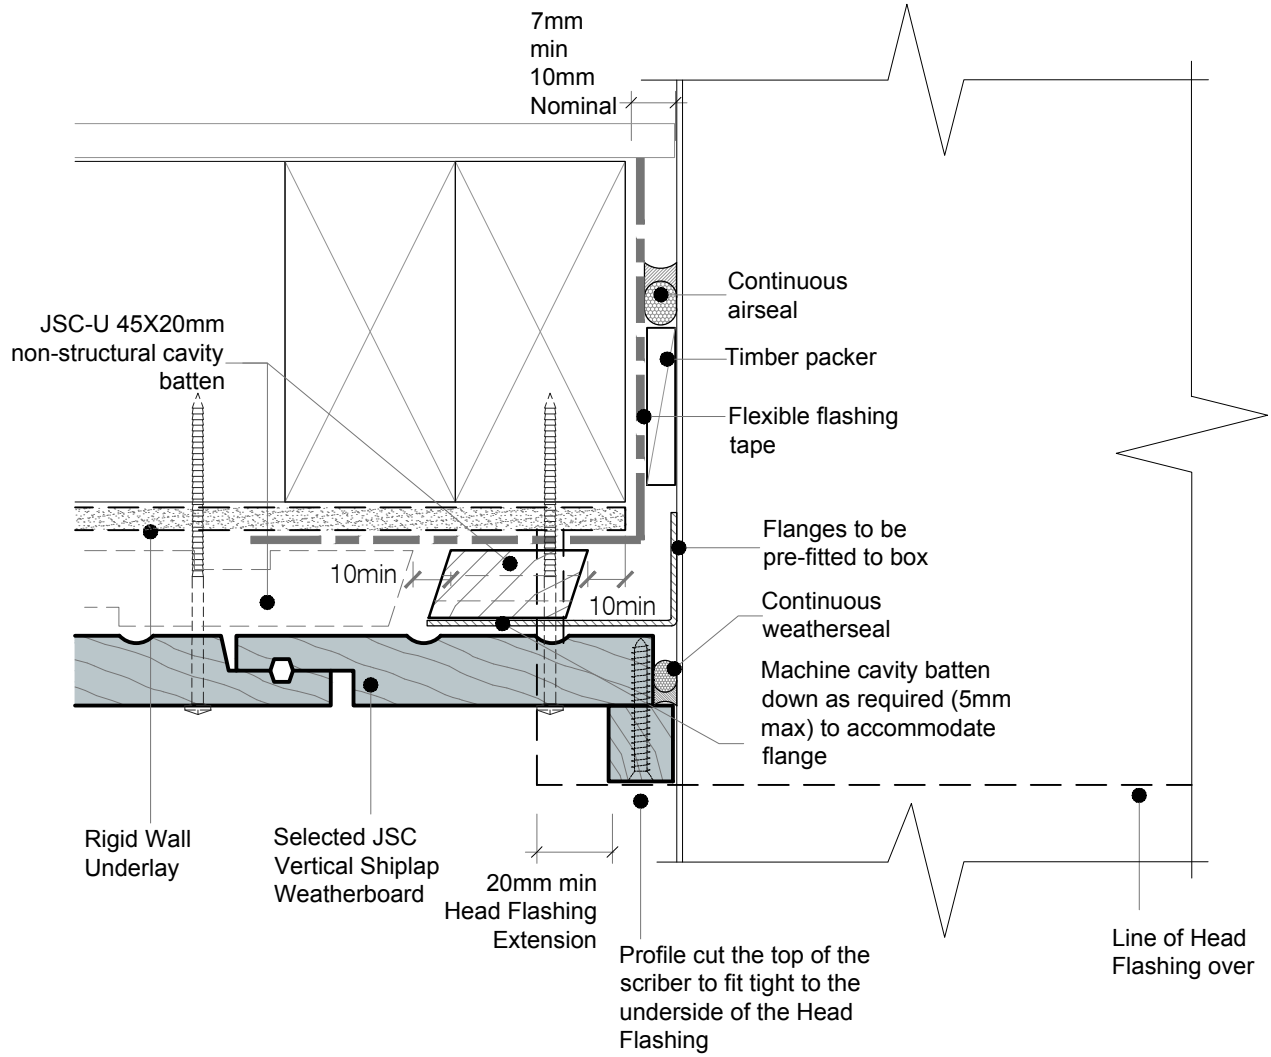 7mm
min
10mm
Nominal
Continuous
airseal
JSC-U 45X20mm
non-structural cavity
batten
Timber packer
Flexible flashing
tape
Flanges to be
pre-fitted to box
10min
10min
Continuous
weatherseal
Machine cavity batten
down as required (5mm
max) to accommodate
flange
Rigid Wall
Underlay
Selected JSC
Vertical Shiplap
Weatherboard
20mm min
Head Flashing
Extension
Profile cut the top of the
scriber to fit tight to the
underside of the Head
Flashing
Line of Head
Flashing over